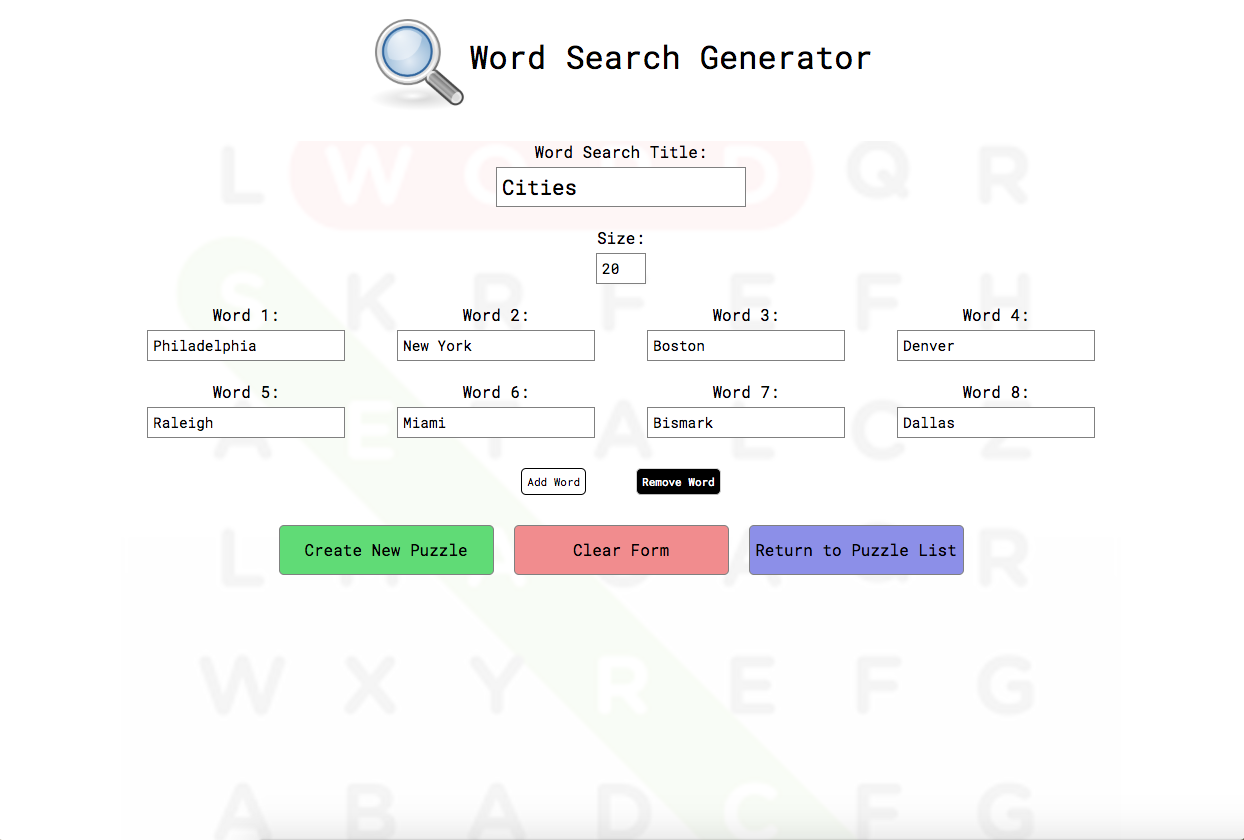 Word Search Generator
L W O R D Q R
Word Search Title:
Cities
Size:
20
S K R F E F H
Word 1: Word 2: Word 3: Word 4:
Philadelphia New York Boston Denver
Word 5: Word 6: Word 7: Word 8:
Raleigh Miami Bismark Dallas
Add Word Remove Word
Create New Puzzle Clear Form Return to Puzzle List
W X Y R E F G
A B A D C F G